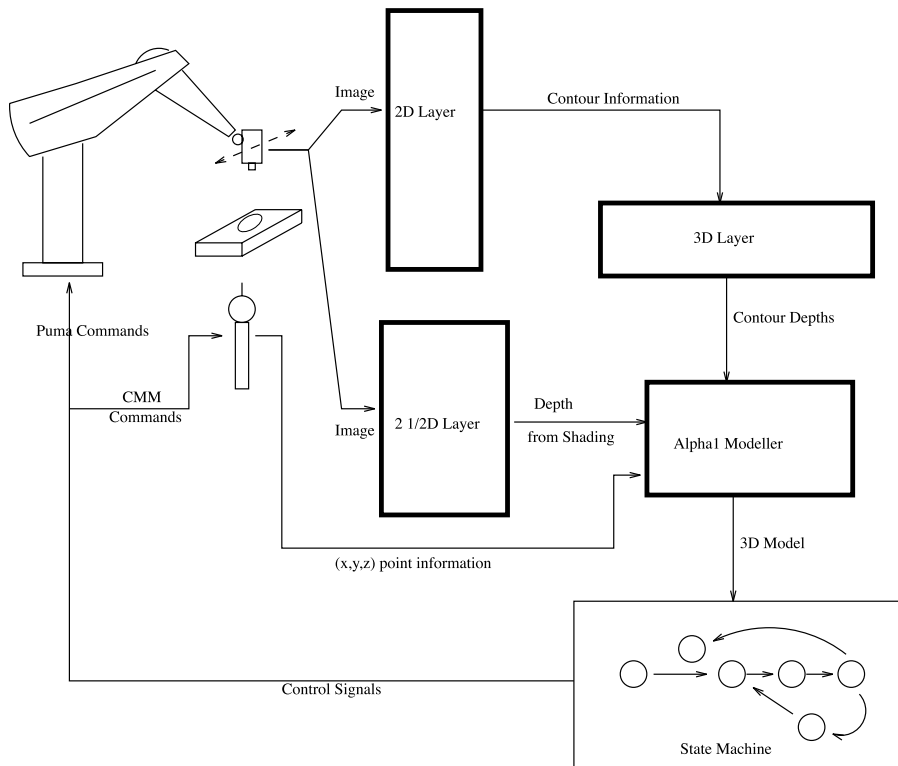 Image
2D Layer
Contour Information
3D Layer
Puma Commands
Contour Depths
CMM
Commands
Image
2 1/2D Layer
Depth
from Shading
Alpha1 Modeller
(x,y,z) point information
3D Model
Control Signals
State Machine